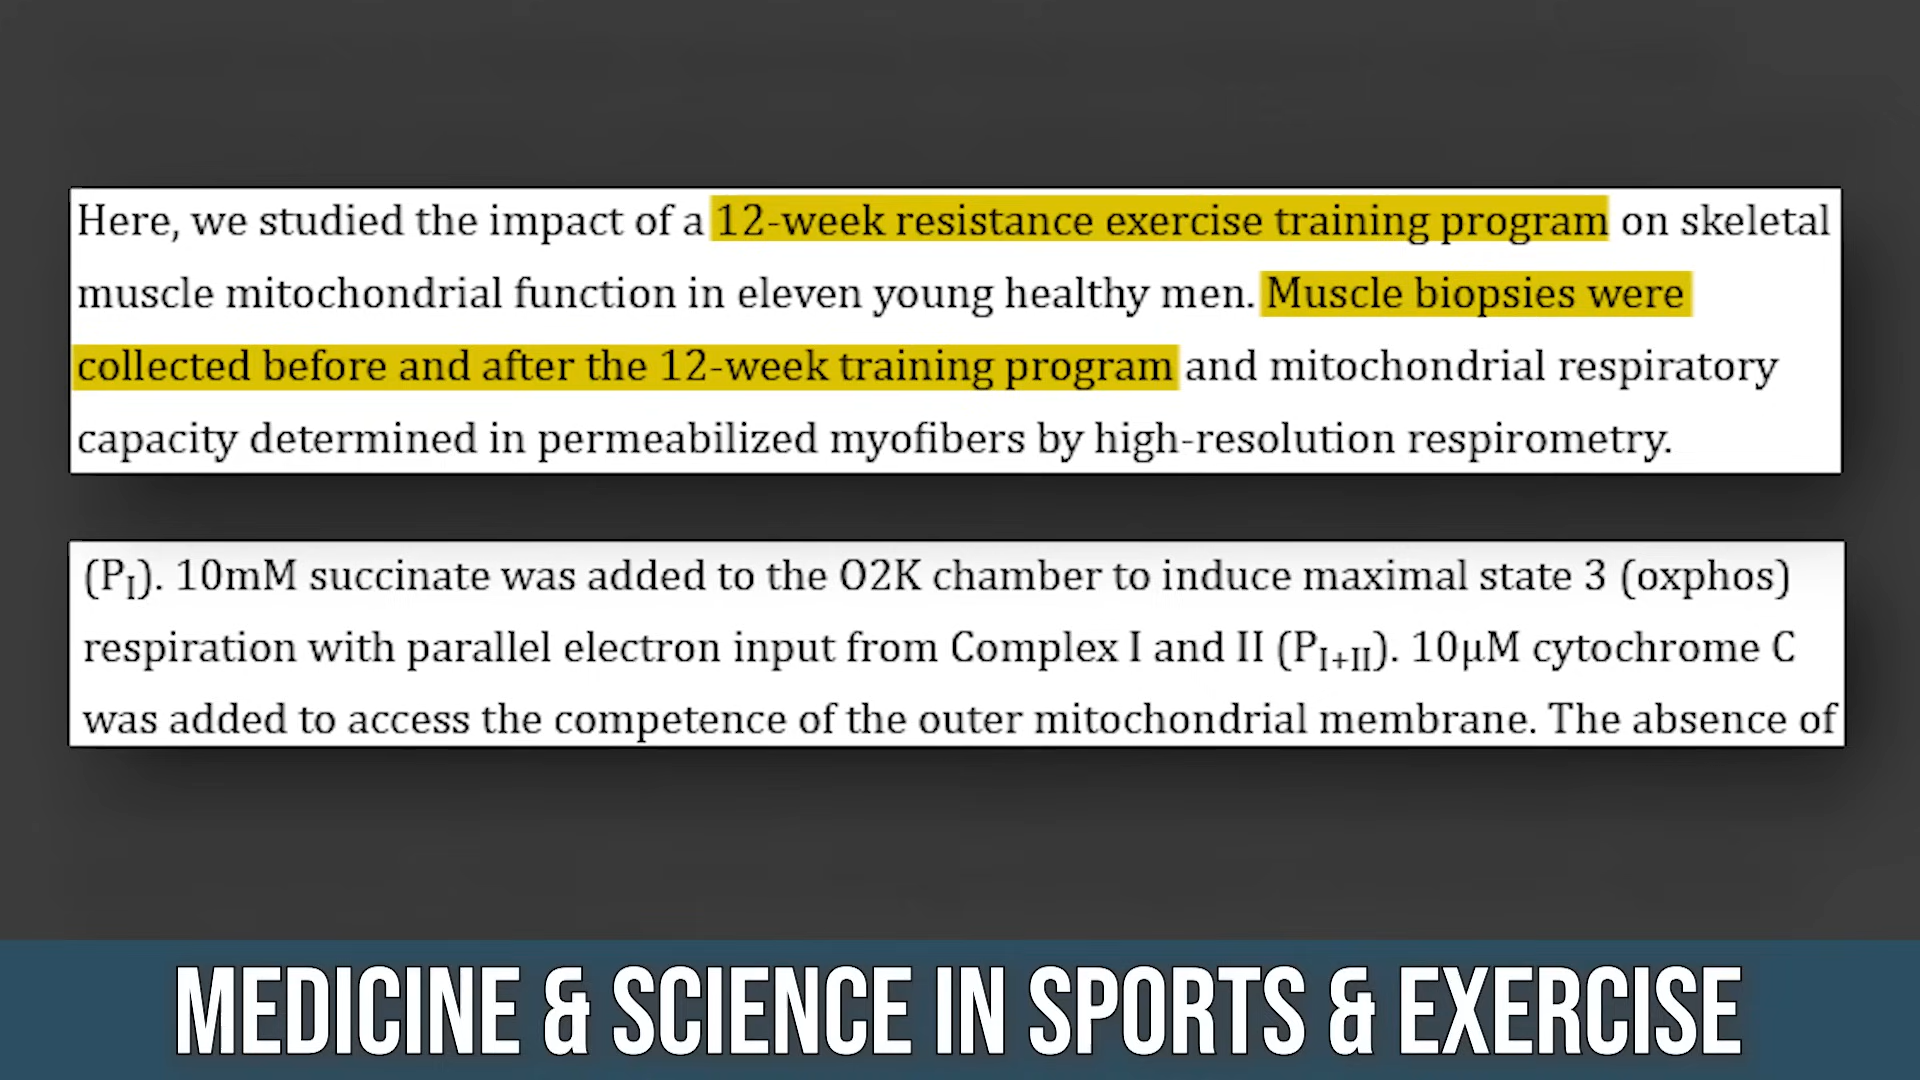 Here, we studied the impact of a 12-week resistance exercise training program on skeletal
muscle mitochondrial function in eleven young healthy men. Muscle biopsies were
collected before and after the 12-week training program and mitochondrial respiratory
capacity determined in permeabilized myofibers by high-resolution respirometry.
(P_I). 10mM succinate was added to the O2K chamber to induce maximal state 3 (oxphos)
respiration with parallel electron input from Complex I and II (P_I+II). 10μM cytochrome C
was added to access the competence of the outer mitochondrial membrane. The absence of
MEDICINE & SCIENCE IN SPORTS & EXERCISE